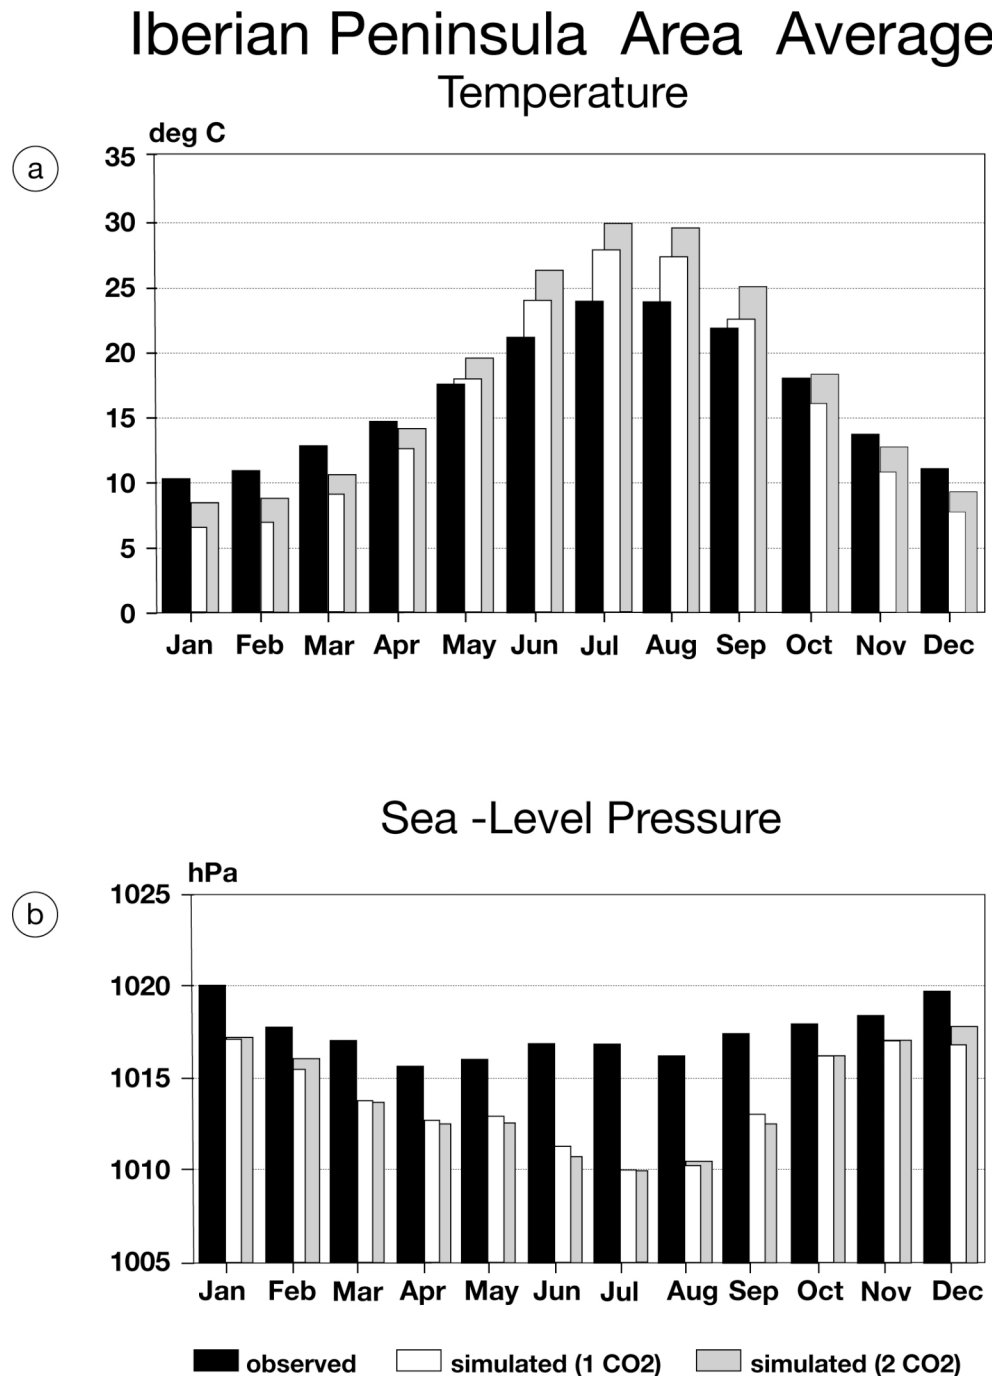 Iberian Peninsula Area Average
Temperature
deg C
a
35
30
25
20
15
10
5
0
Jan Feb Mar Apr May Jun Jul Aug Sep Oct Nov Dec
Sea -Level Pressure
hPa
b
1025
1020
1015
1010
1005
Jan Feb Mar Apr May Jun Jul Aug Sep Oct Nov Dec
observed simulated (1 CO2) simulated (2 CO2)